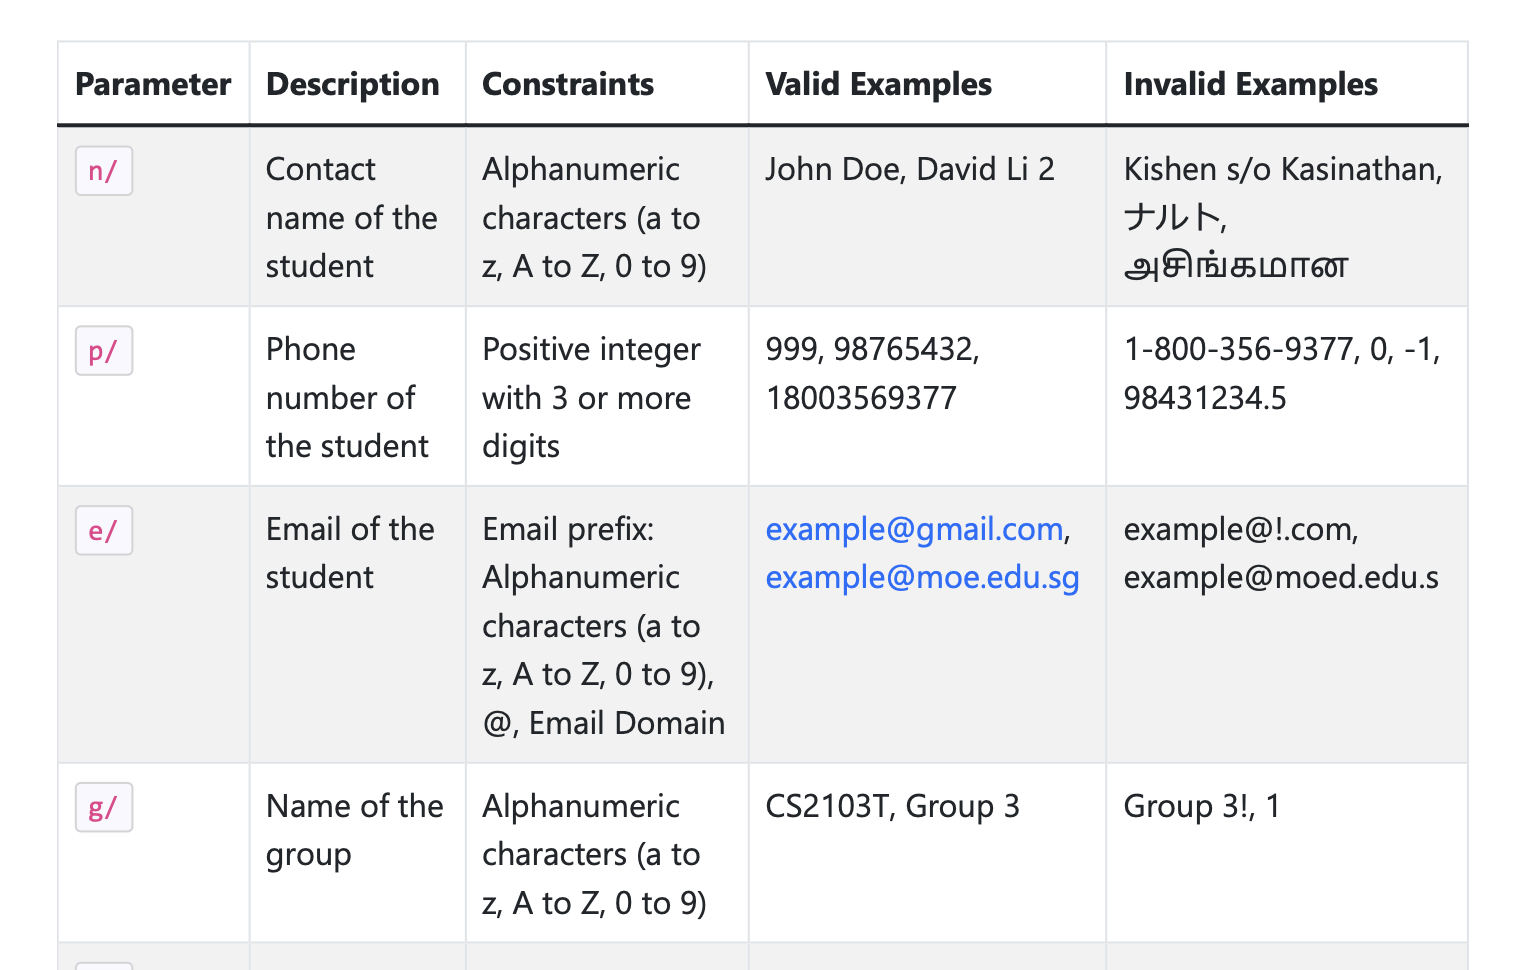 Parameter Description Constraints Valid Examples Invalid Examples
n/
Contact
name of the
student
Alphanumeric
characters (a to
z, A to Z, 0 to 9)
John Doe, David Li 2
Kishen s/o Kasinathan,
ナルト,
அசிங்கமான
p/
Phone
number of
the student
Positive integer
with 3 or more
digits
999, 98765432,
18003569377
1-800-356-9377, 0, -1,
98431234.5
e/
Email of the
student
Email prefix:
Alphanumeric
characters (a to
z, A to Z, 0 to 9),
@, Email Domain
example@gmail.com,
example@moe.edu.sg
example@!.com,
example@moed.edu.s
g/
Name of the
group
Alphanumeric
characters (a to
z, A to Z, 0 to 9)
CS2103T, Group 3
Group 3!, 1